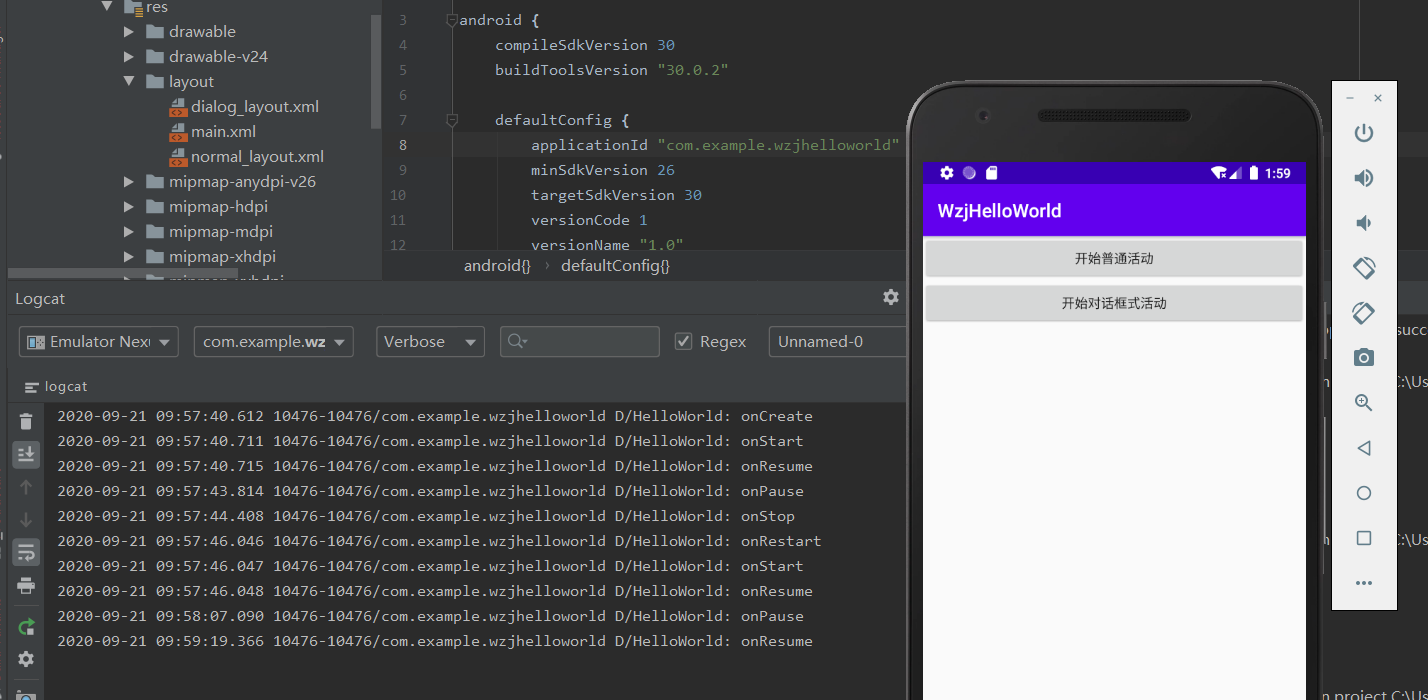 res
drawable
drawable-v24
layout
dialog_layout.xml
main.xml
normal_layout.xml
mipmap-anydpi-v26
mipmap-hdpi
mipmap-mdpi
mipmap-xhdpi
3 android {
4 compileSdkVersion 30
5 buildToolsVersion "30.0.2"
6
7 defaultConfig {
8 applicationId "com.example.wzjhelloworld"
9 minSdkVersion 26
10 targetSdkVersion 30
11 versionCode 1
12 versionName "1.0"
android{} › defaultConfig{}
Logcat
Emulator Nex com.example.wz Verbose Regex Unnamed-0
logcat
2020-09-21 09:57:40.612 10476-10476/com.example.wzjhelloworld D/HelloWorld: onCreate
2020-09-21 09:57:40.711 10476-10476/com.example.wzjhelloworld D/HelloWorld: onStart
2020-09-21 09:57:40.715 10476-10476/com.example.wzjhelloworld D/HelloWorld: onResume
2020-09-21 09:57:43.814 10476-10476/com.example.wzjhelloworld D/HelloWorld: onPause
2020-09-21 09:57:44.408 10476-10476/com.example.wzjhelloworld D/HelloWorld: onStop
2020-09-21 09:57:46.046 10476-10476/com.example.wzjhelloworld D/HelloWorld: onRestart
2020-09-21 09:57:46.047 10476-10476/com.example.wzjhelloworld D/HelloWorld: onStart
2020-09-21 09:57:46.048 10476-10476/com.example.wzjhelloworld D/HelloWorld: onResume
2020-09-21 09:58:07.090 10476-10476/com.example.wzjhelloworld D/HelloWorld: onPause
2020-09-21 09:59:19.366 10476-10476/com.example.wzjhelloworld D/HelloWorld: onResume
1:59
WzjHelloWorld
开始普通活动
开始对话框式活动
succ
C:\Us
C:\Us
project C:\Us